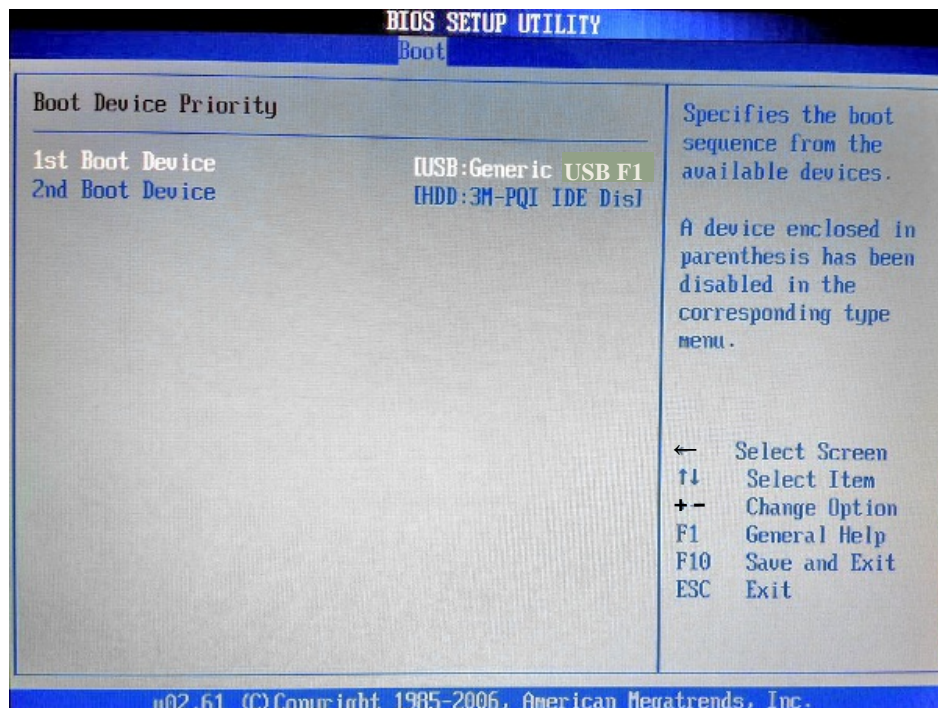 BIOS SETUP UTILITY
Boot
Boot Device Priority
1st Boot Device [USB:Generic USB F1
2nd Boot Device [HDD:3M-PQI IDE Dis]
Specifies the boot
sequence from the
available devices.
A device enclosed in
parenthesis has been
disabled in the
corresponding type
menu.
← Select Screen
↑↓ Select Item
+- Change Option
F1 General Help
F10 Save and Exit
ESC Exit
v02.61 (C)Copyright 1985-2006, American Megatrends, Inc.